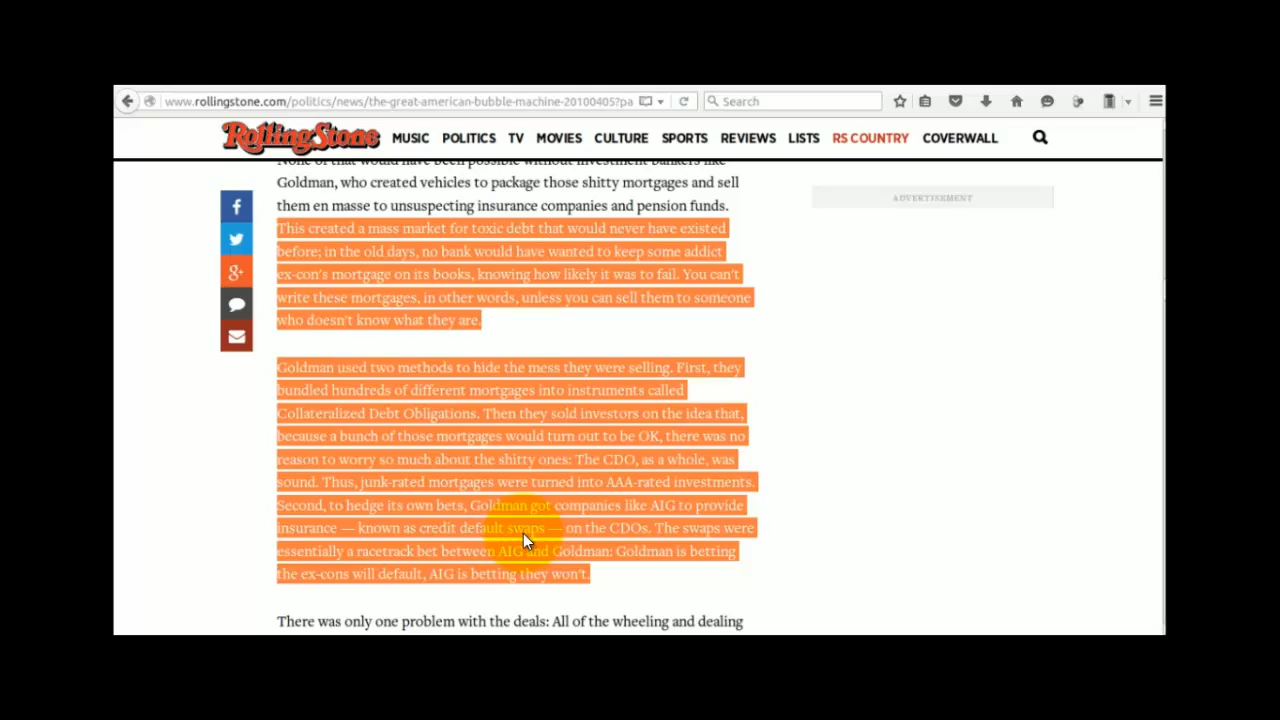 www.rollingstone.com/politics/news/the-great-american-bubble-machine-20100405?pa
Search
RollingStone
MUSIC POLITICS TV MOVIES CULTURE SPORTS REVIEWS LISTS RS COUNTRY COVERWALL
None of that would have been possible without investment bankers like
Goldman, who created vehicles to package those shitty mortgages and sell
them en masse to unsuspecting insurance companies and pension funds.
ADVERTISEMENT
This created a mass market for toxic debt that would never have existed
before; in the old days, no bank would have wanted to keep some addict
ex-con's mortgage on its books, knowing how likely it was to fail. You can't
write these mortgages, in other words, unless you can sell them to someone
who doesn't know what they are.
Goldman used two methods to hide the mess they were selling. First, they
bundled hundreds of different mortgages into instruments called
Collateralized Debt Obligations. Then they sold investors on the idea that,
because a bunch of those mortgages would turn out to be OK, there was no
reason to worry so much about the shitty ones: The CDO, as a whole, was
sound. Thus, junk-rated mortgages were turned into AAA-rated investments.
Second, to hedge its own bets, Goldman got companies like AIG to provide
insurance — known as credit default swaps — on the CDOs. The swaps were
essentially a racetrack bet between AIG and Goldman: Goldman is betting
the ex-cons will default, AIG is betting they won't.
There was only one problem with the deals: All of the wheeling and dealing